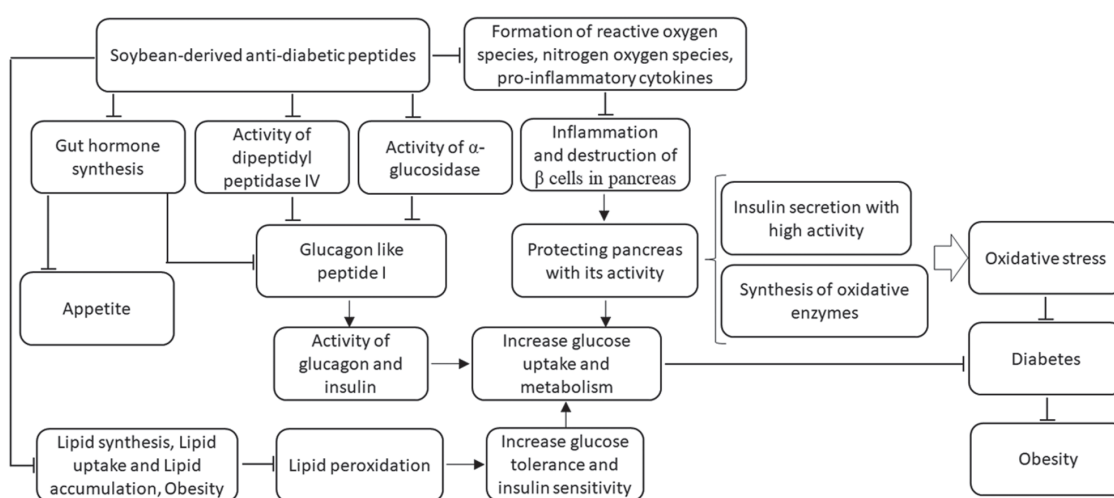 Soybean-derived anti-diabetic peptides
Formation of reactive oxygen
species, nitrogen oxygen species,
pro-inflammatory cytokines
Gut hormone
synthesis
Activity of
dipeptidyl
peptidase IV
Activity of α-
glucosidase
Inflammation
and destruction of
β cells in pancreas
Glucagon like
peptide I
Protecting pancreas
with its activity
Insulin secretion with
high activity
Synthesis of oxidative
enzymes
Oxidative stress
Appetite
Activity of
glucagon and
insulin
Increase glucose
uptake and
metabolism
Diabetes
Lipid synthesis, Lipid
uptake and Lipid
accumulation, Obesity
Lipid peroxidation
Increase glucose
tolerance and
insulin sensitivity
Obesity